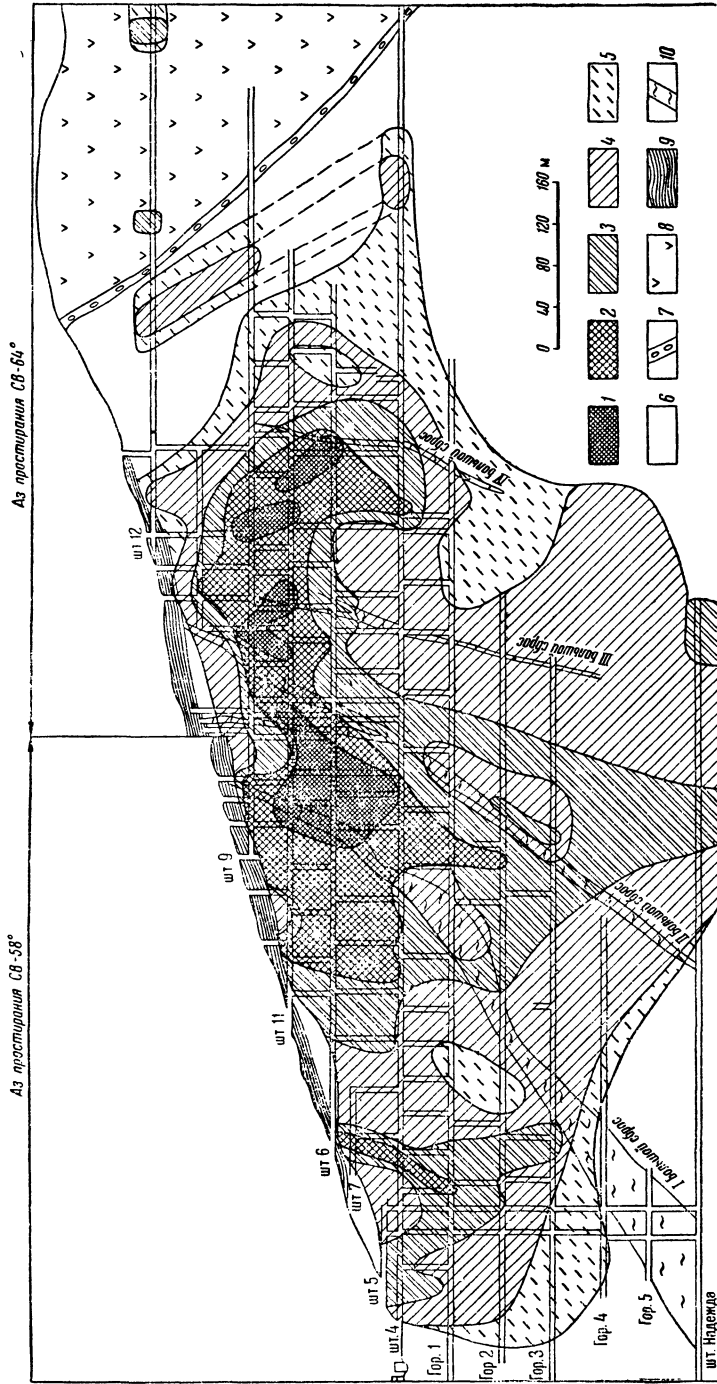 Аз простирания СВ-58°
Аз простирания СВ-64°
шт 12
шт 9
шт 11
шт 6
шт 7
шт 5
шт. 4
Гор. 1
Гор. 2
Гор. 3
Гор. 4
Гор. 5
шт. Надежда
I большой сброс
II большой сброс
III большой сброс
IV большой сброс
0 40 80 120 160 м
1 2 3 4 5
6 7 8 9 10